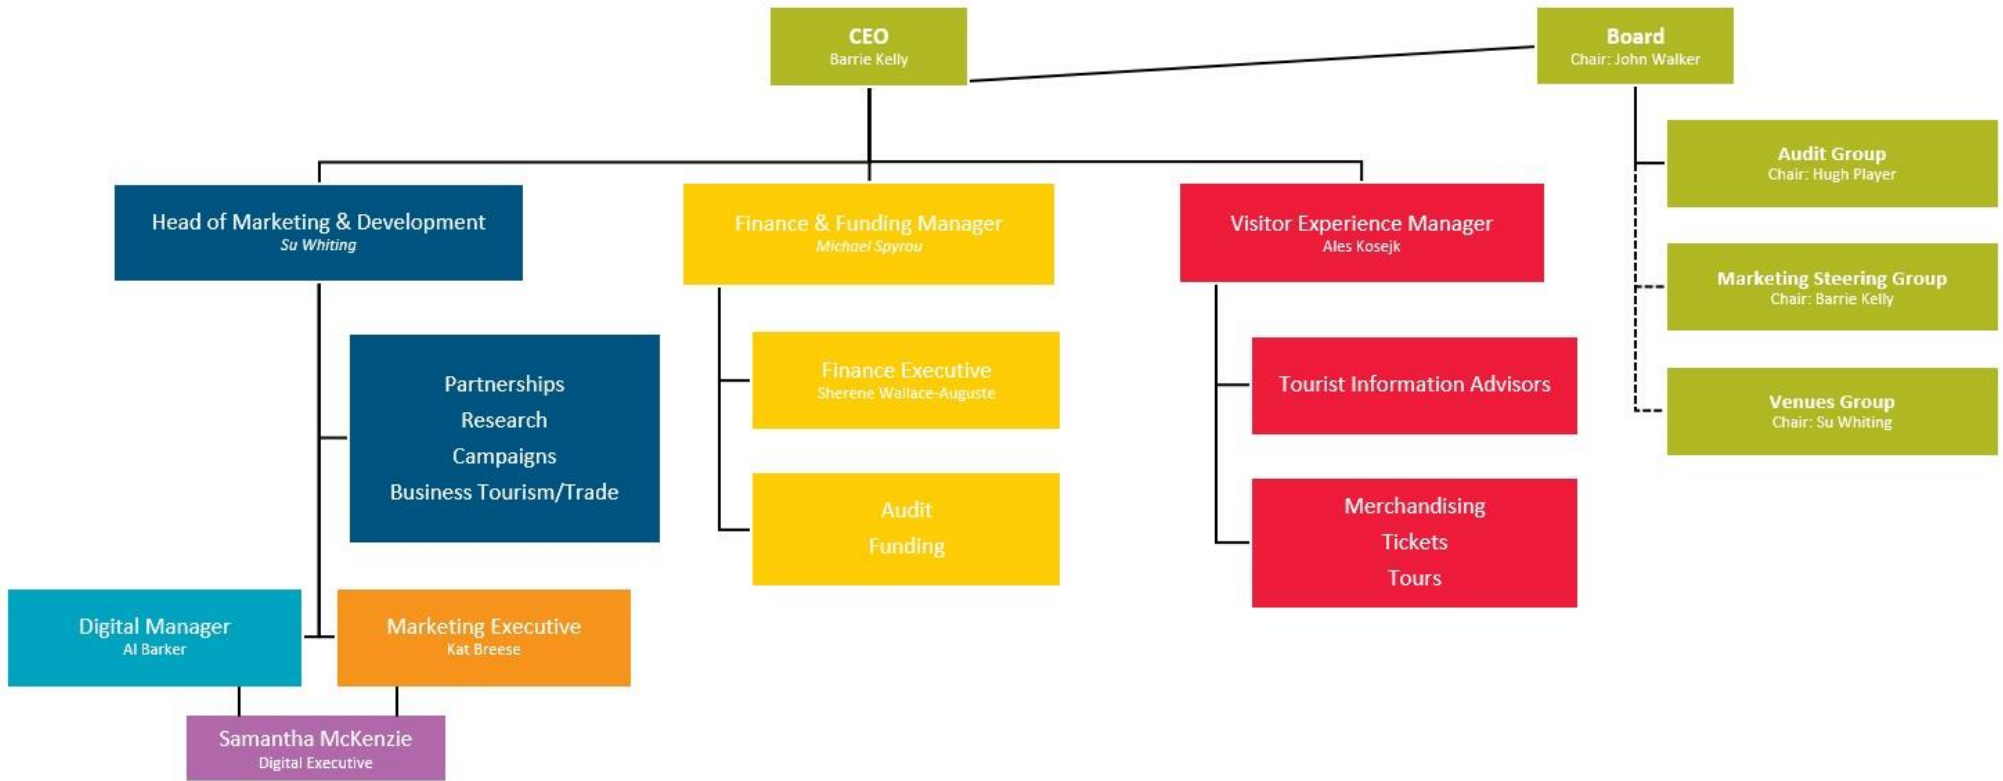 CEO
Barrie Kelly
Board
Chair: John Walker
Audit Group
Chair: Hugh Player
Marketing Steering Group
Chair: Barrie Kelly
Venues Group
Chair: Su Whiting
Head of Marketing & Development
Su Whiting
Partnerships
Research
Campaigns
Business Tourism/Trade
Digital Manager
Al Barker
Marketing Executive
Kat Breese
Samantha McKenzie
Digital Executive
Finance & Funding Manager
Michael Spyrou
Finance Executive
Sherene Wallace-Auguste
Audit
Funding
Visitor Experience Manager
Ales Kosejk
Tourist Information Advisors
Merchandising
Tickets
Tours